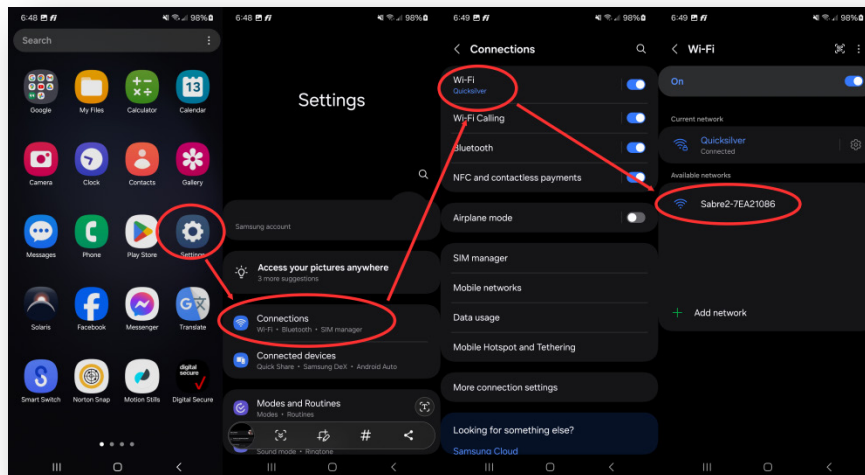 6:48
98%
Search
Google
My Files
Calculator
13
Calendar
Camera
Clock
Contacts
Gallery
Messages
Phone
Play Store
Settings
Solaris
Facebook
Messenger
Translate
digital
secure
Smart Switch
Norton Snap
Motion Stills
Digital Secure
6:48
98%
Settings
Samsung account
Access your pictures anywhere
3 more suggestions
Connections
Wi-Fi • Bluetooth • SIM manager
Connected devices
Quick Share • Samsung DeX • Android Auto
Modes and Routines
Modes • Routines
Sound mode • Ringtone
6:49
98%
Connections
Wi-Fi
Quicksilver
Wi-Fi Calling
Bluetooth
NFC and contactless payments
Airplane mode
SIM manager
Mobile networks
Data usage
Mobile Hotspot and Tethering
More connection settings
Looking for something else?
Samsung Cloud
6:49
98%
Wi-Fi
On
Current network
Quicksilver
Connected
Available networks
Sabre2-7EA21086
Add network